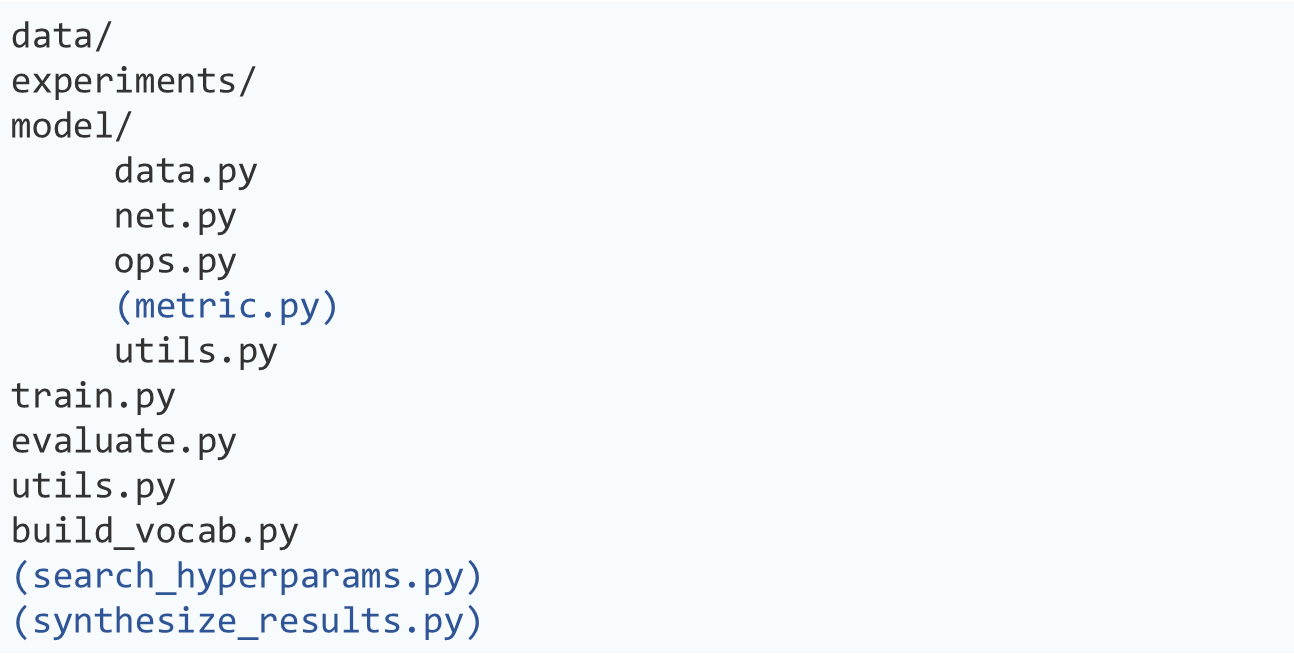 data/
experiments/
model/
data.py
net.py
ops.py
(metric.py)
utils.py
train.py
evaluate.py
utils.py
build_vocab.py
(search_hyperparams.py)
(synthesize_results.py)